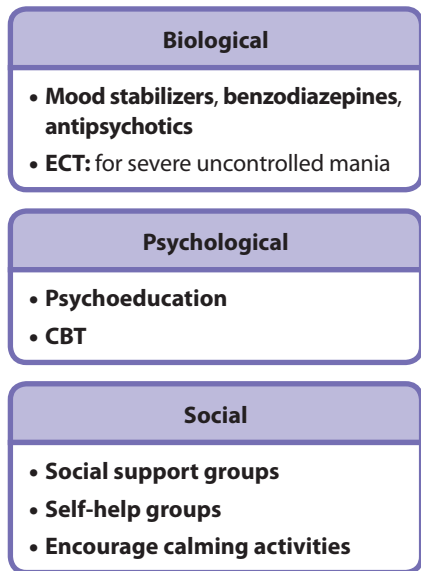 Biological
• Mood stabilizers, benzodiazepines,
antipsychotics
• ECT: for severe uncontrolled mania
Psychological
• Psychoeducation
• CBT
Social
• Social support groups
• Self-help groups
• Encourage calming activities